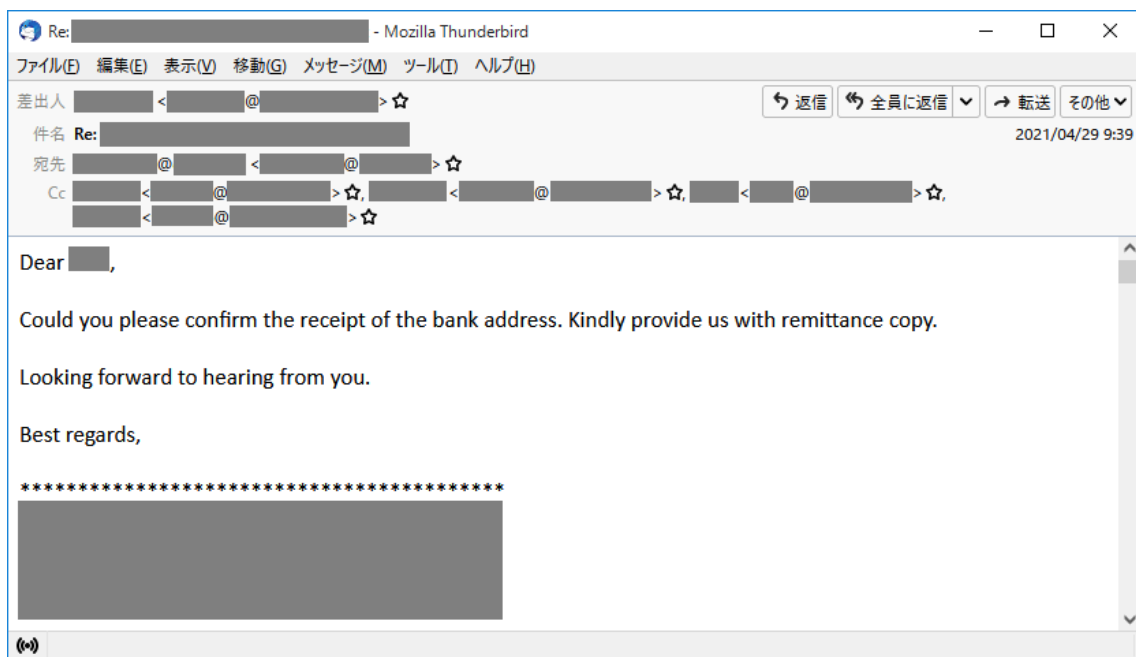 Re: - Mozilla Thunderbird
ファイル(F) 編集(E) 表示(V) 移動(G) メッセージ(M) ツール(T) ヘルプ(H)
差出人 < @ > ☆ 返信 全員に返信 転送 その他
件名 Re: 2021/04/29 9:39
宛先 @ < @ > ☆
Cc < @ > ☆, < @ > ☆, < @ > ☆,
< @ > ☆
Dear ,
Could you please confirm the receipt of the bank address. Kindly provide us with remittance copy.
Looking forward to hearing from you.
Best regards,
******************************************